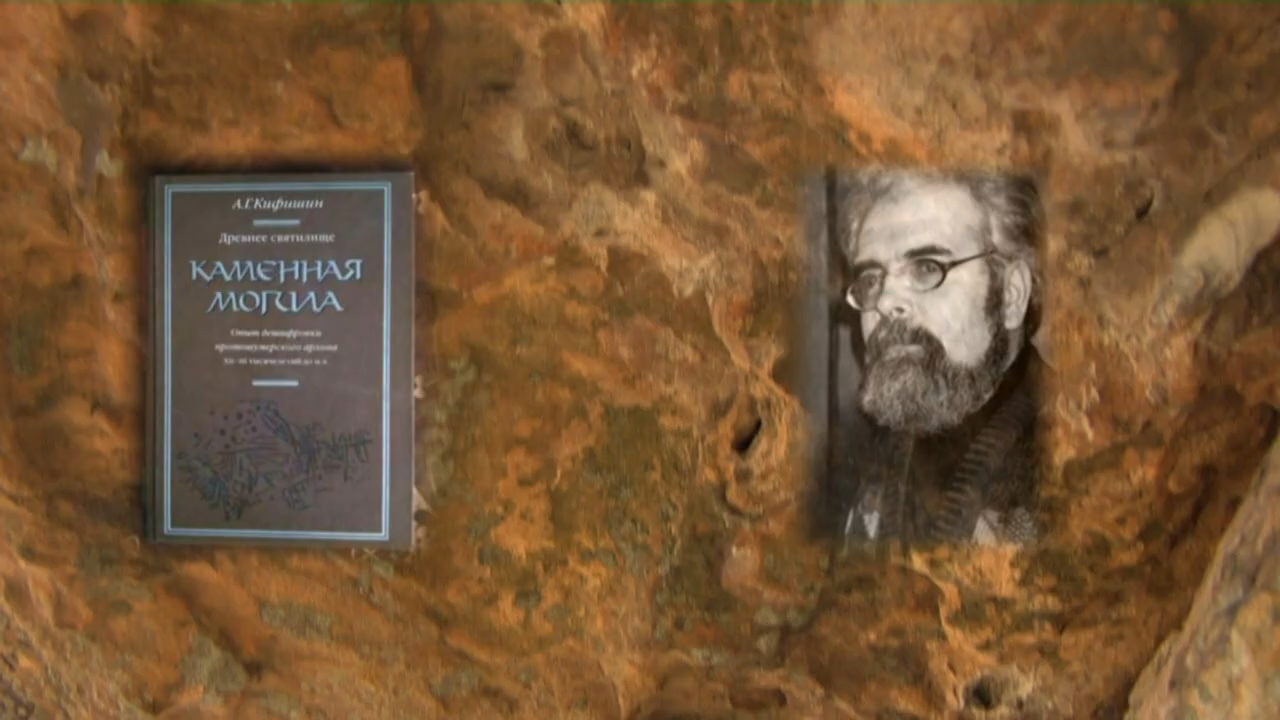 А.Г.Кифишин
Древнее святилище
КАМЕННАЯ
МОГИЛА
Опыт дешифровки
протошумерского архива
XII–III тысячелетий до н.э.